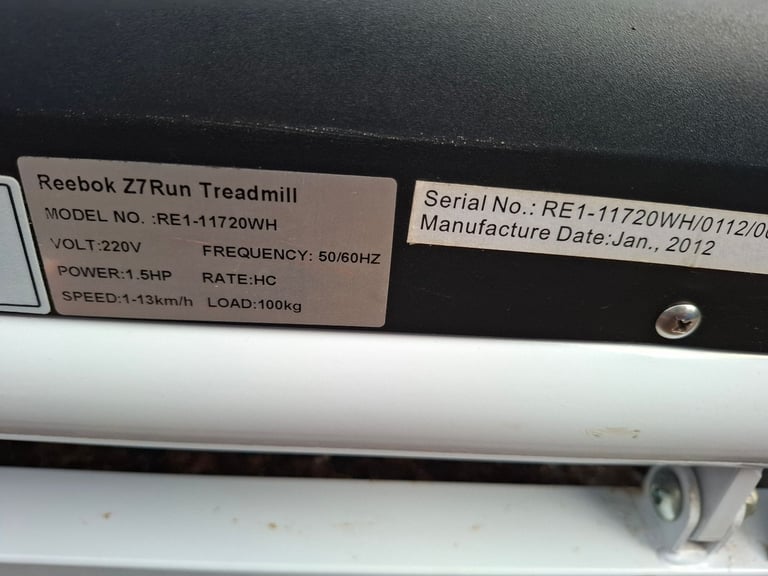 Reebok Z7Run Treadmill
MODEL NO. :RE1-11720WH
VOLT:220V FREQUENCY: 50/60HZ
POWER:1.5HP RATE:HC
SPEED:1-13km/h LOAD:100kg
Serial No.: RE1-11720WH/0112/0
Manufacture Date:Jan., 2012